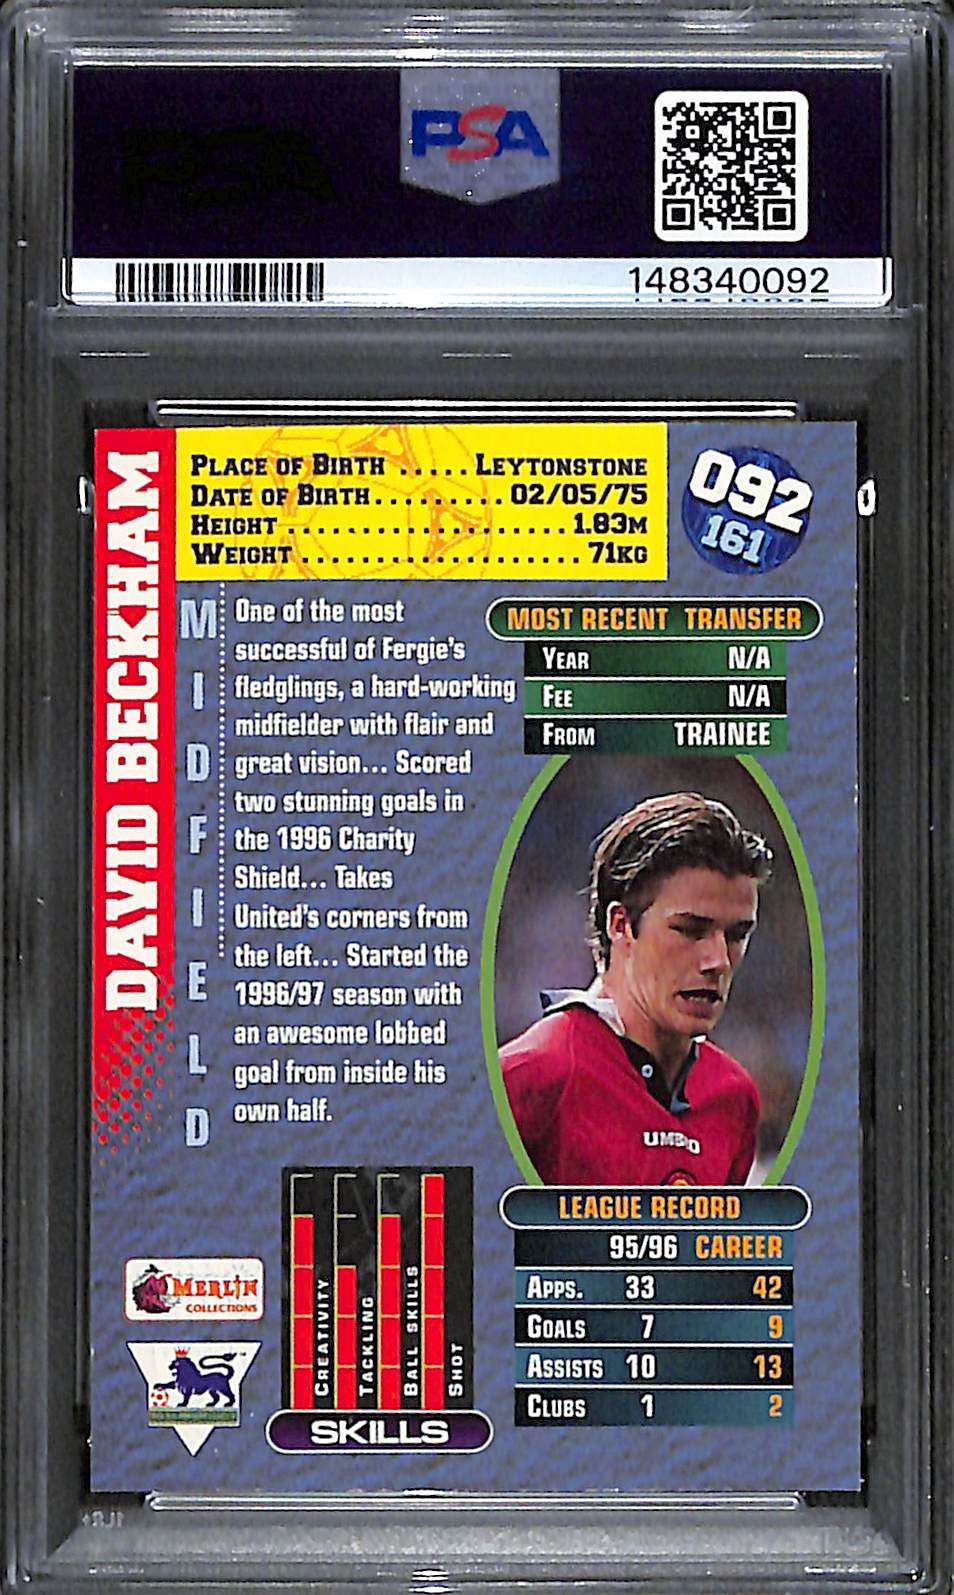 PSA
148340092
DAVID BECKHAM
PLACE OF BIRTH ..... LEYTONSTONE
DATE OF BIRTH......... 02/05/75
HEIGHT .................... 1.83M
WEIGHT .................... 71KG
092
161
MIDFIELD
One of the most
successful of Fergie's
fledglings, a hard-working
midfielder with flair and
great vision... Scored
two stunning goals in
the 1996 Charity
Shield... Takes
United's corners from
the left... Started the
1996/97 season with
an awesome lobbed
goal from inside his
own half.
MOST RECENT TRANSFER
YEAR N/A
FEE N/A
FROM TRAINEE
UMBRO
MERLIN
COLLECTIONS
CREATIVITY
TACKLING
BALL SKILLS
SHOT
SKILLS
LEAGUE RECORD
95/96 CAREER
APPS. 33 42
GOALS 7 9
ASSISTS 10 13
CLUBS 1 2